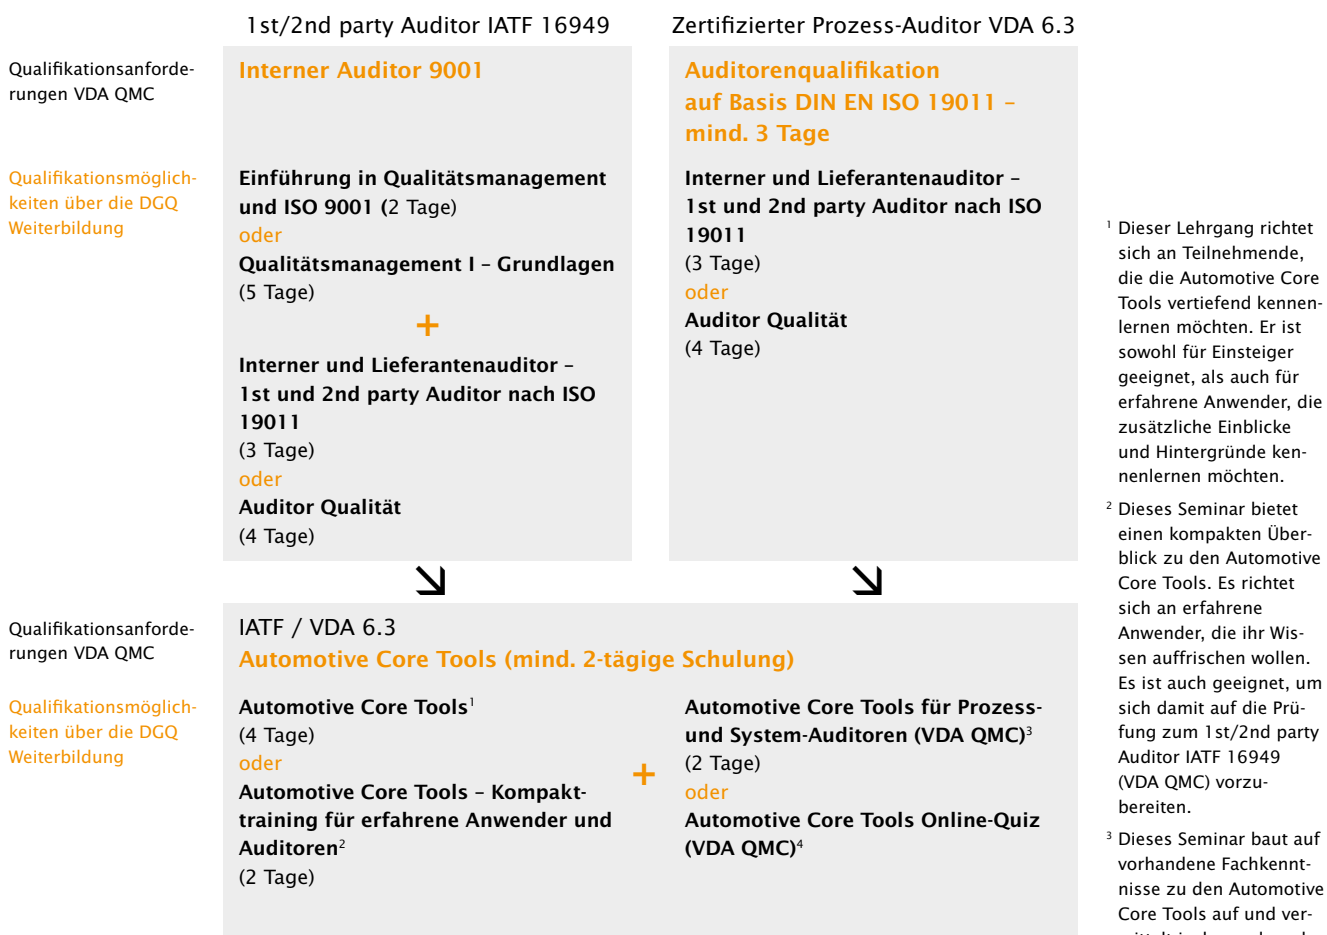 1st/2nd party Auditor IATF 16949
Zertifizierter Prozess-Auditor VDA 6.3
Qualifikationsanforde-
rungen VDA QMC
Interner Auditor 9001
Auditorenqualifikation
auf Basis DIN EN ISO 19011 –
mind. 3 Tage
Qualifikationsmöglich-
keiten über die DGQ
Weiterbildung
Einführung in Qualitätsmanagement
und ISO 9001 (2 Tage)
oder
Qualitätsmanagement I – Grundlagen
(5 Tage)
+
Interner und Lieferantenauditor –
1st und 2nd party Auditor nach ISO
19011
(3 Tage)
oder
Auditor Qualität
(4 Tage)
Interner und Lieferantenauditor –
1st und 2nd party Auditor nach ISO
19011
(3 Tage)
oder
Auditor Qualität
(4 Tage)
Qualifikationsanforde-
rungen VDA QMC
IATF / VDA 6.3
Automotive Core Tools (mind. 2-tägige Schulung)
Qualifikationsmöglich-
keiten über die DGQ
Weiterbildung
Automotive Core Tools¹
(4 Tage)
oder
Automotive Core Tools – Kompakt-
training für erfahrene Anwender und
Auditoren²
(2 Tage)
+
Automotive Core Tools für Prozess-
und System-Auditoren (VDA QMC)³
(2 Tage)
oder
Automotive Core Tools Online-Quiz
(VDA QMC)⁴
¹ Dieser Lehrgang richtet
sich an Teilnehmende,
die die Automotive Core
Tools vertiefend kennen-
lernen möchten. Er ist
sowohl für Einsteiger
geeignet, als auch für
erfahrene Anwender, die
zusätzliche Einblicke
und Hintergründe ken-
nenlernen möchten.
² Dieses Seminar bietet
einen kompakten Über-
blick zu den Automotive
Core Tools. Es richtet
sich an erfahrene
Anwender, die ihr Wis-
sen auffrischen wollen.
Es ist auch geeignet, um
sich damit auf die Prü-
fung zum 1st/2nd party
Auditor IATF 16949
(VDA QMC) vorzu-
bereiten.
³ Dieses Seminar baut auf
vorhandene Fachkennt-
nisse zu den Automotive
Core Tools auf und ver-